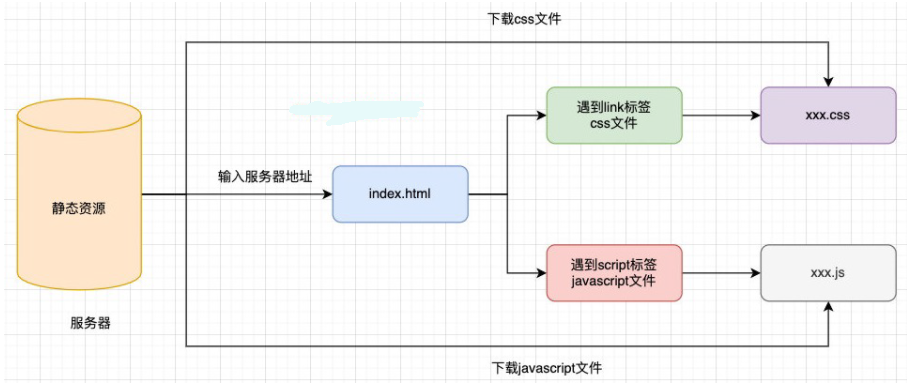 下载css文件
遇到link标签
css文件
xxx.css
输入服务器地址
index.html
静态资源
遇到script标签
javascript文件
xxx.js
服务器
下载javascript文件